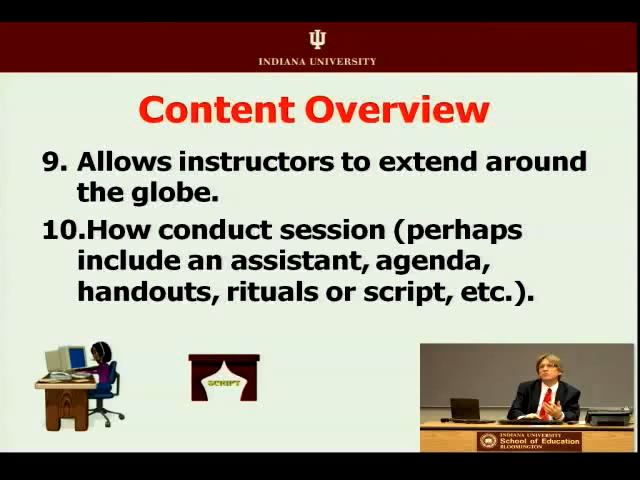 INDIANA UNIVERSITY
Content Overview
9. Allows instructors to extend around
the globe.
10.How conduct session (perhaps
include an assistant, agenda,
handouts, rituals or script, etc.).
SCRIPT
INDIANA UNIVERSITY
School of Education
BLOOMINGTON